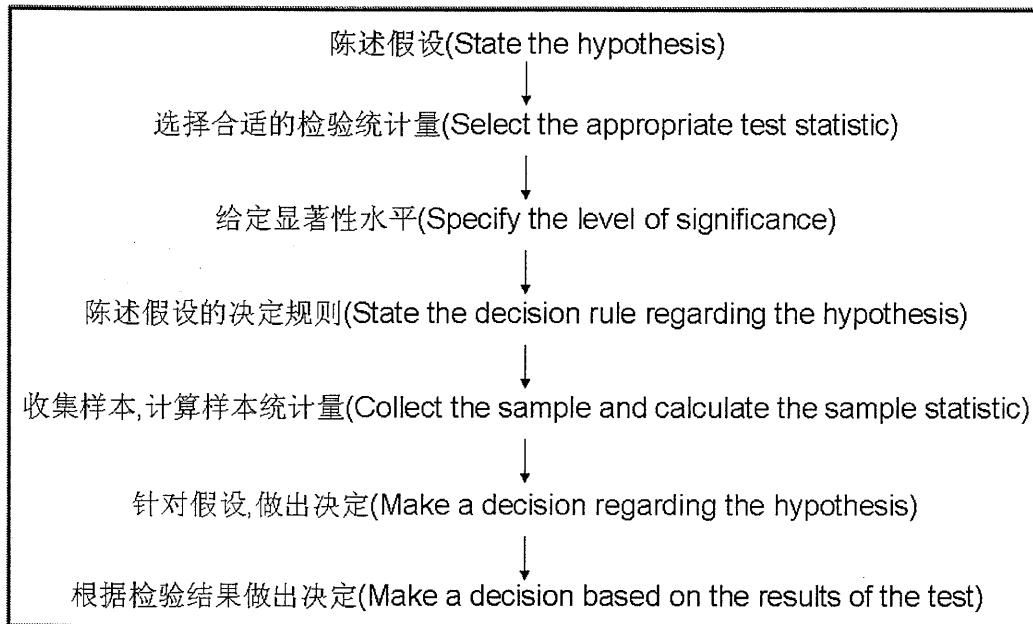 陈述假设(State the hypothesis)
选择合适的检验统计量(Select the appropriate test statistic)
给定显著性水平(Specify the level of significance)
陈述假设的决定规则(State the decision rule regarding the hypothesis)
收集样本,计算样本统计量(Collect the sample and calculate the sample statistic)
针对假设,做出决定(Make a decision regarding the hypothesis)
根据检验结果做出决定(Make a decision based on the results of the test)